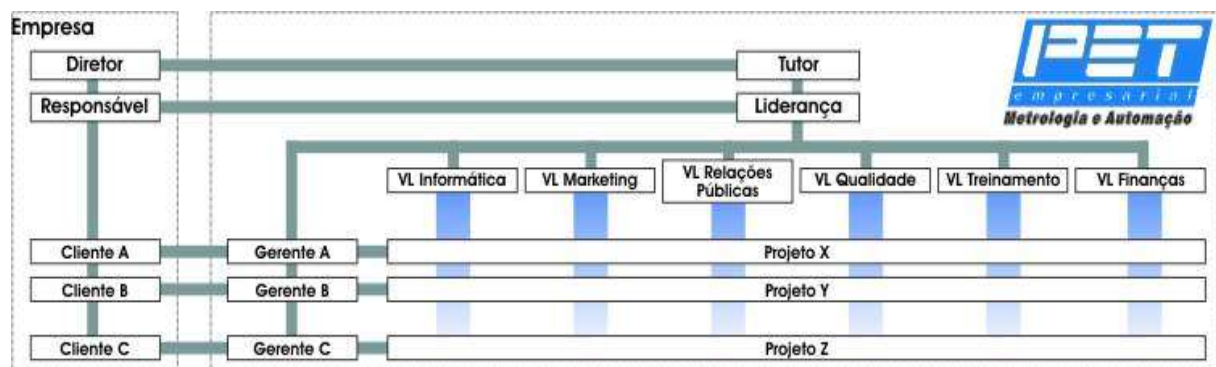 Empresa
Diretor
Tutor
PET
empresarial
Metrologia e Automação
Responsável
Liderança
VL Informática
VL Marketing
VL Relações
Públicas
VL Qualidade
VL Treinamento
VL Finanças
Cliente A
Gerente A
Projeto X
Cliente B
Gerente B
Projeto Y
Cliente C
Gerente C
Projeto Z